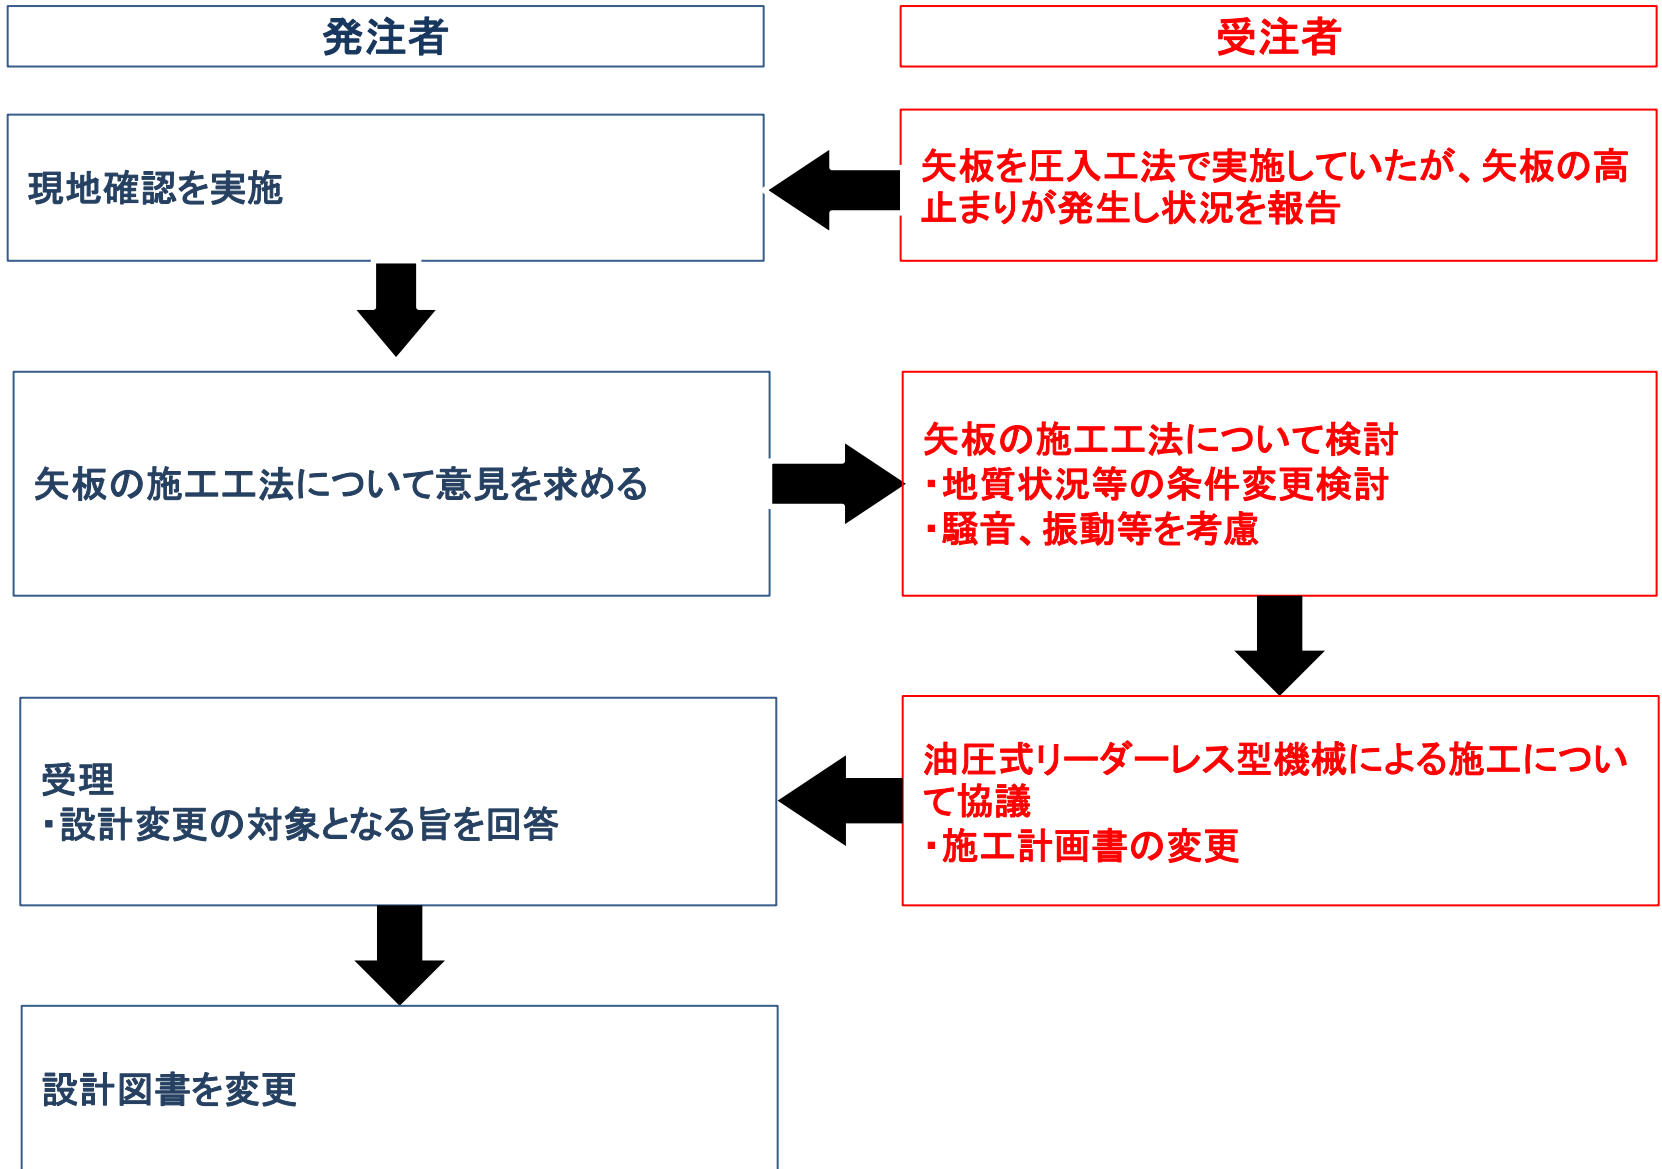 発注者
受注者
矢板を圧入工法で実施していたが、矢板の高
止まりが発生し状況を報告
現地確認を実施
矢板の施工工法について意見を求める
矢板の施工工法について検討
・地質状況等の条件変更検討
・騒音、振動等を考慮
油圧式リーダーレス型機械による施工につい
て協議
・施工計画書の変更
受理
・設計変更の対象となる旨を回答
設計図書を変更